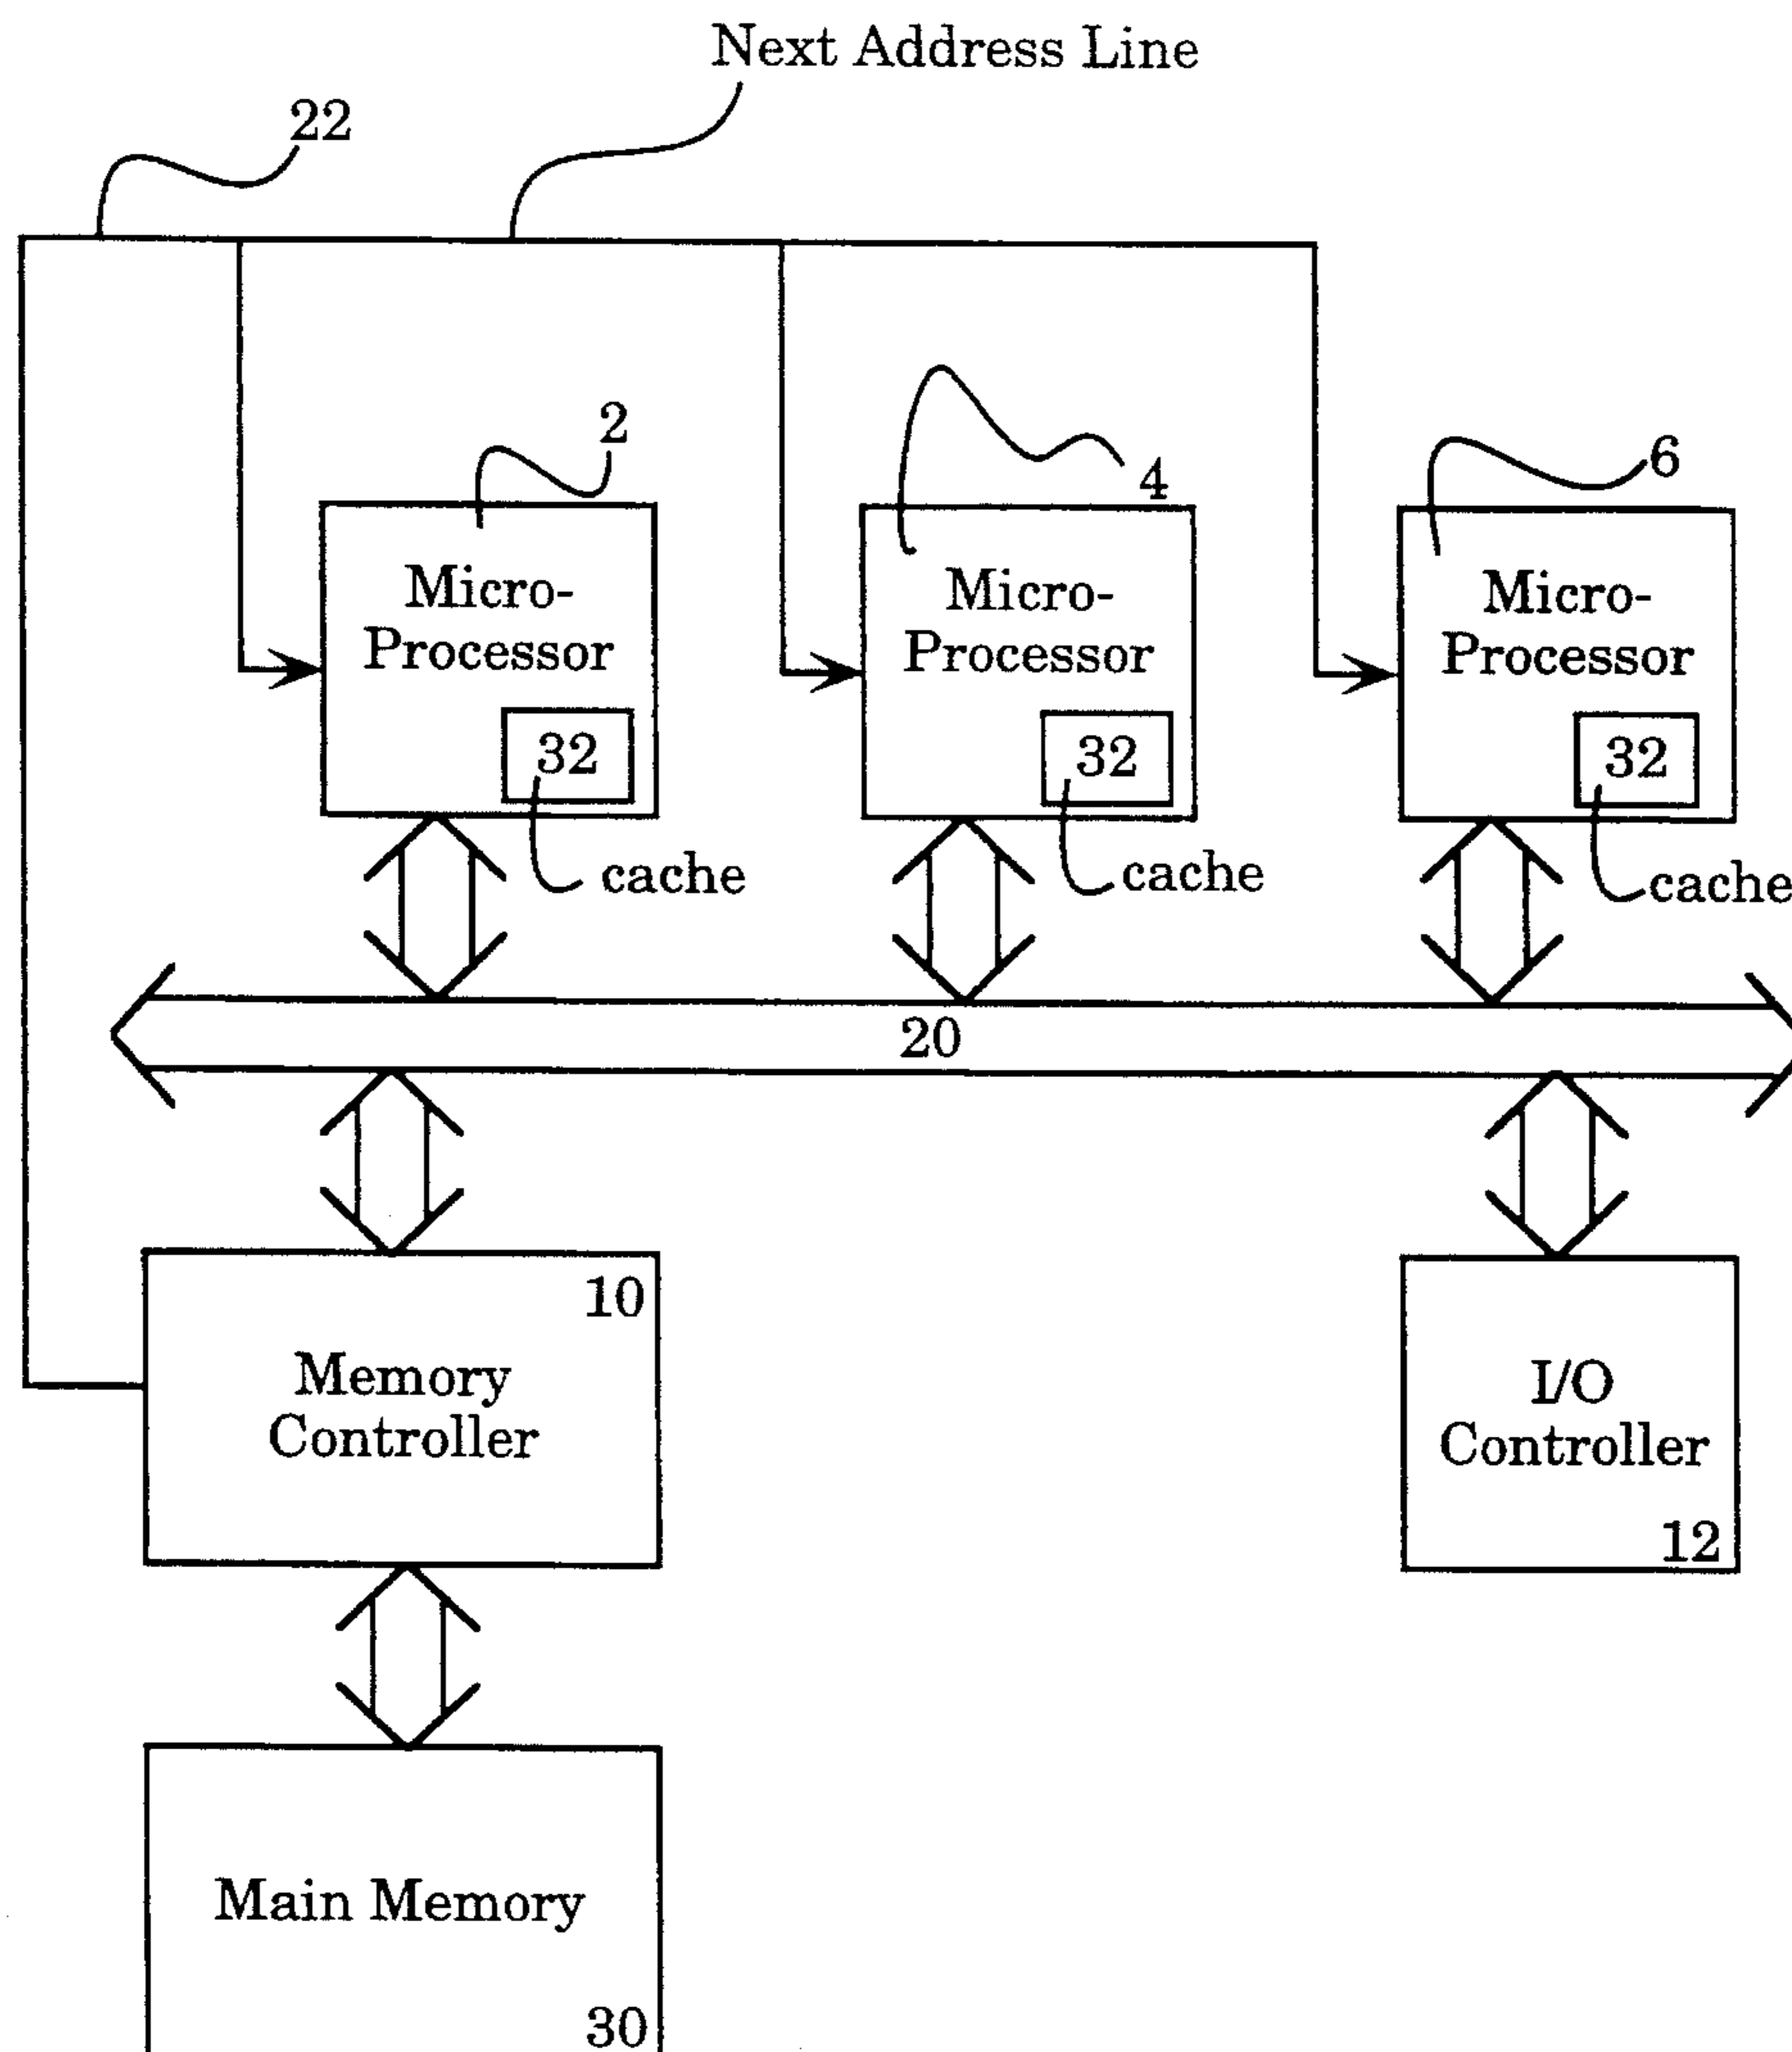 Next Address Line
22
2
4
6
Micro-
Processor
Micro-
Processor
Micro-
Processor
32
32
32
cache
cache
cache
20
10
Memory
Controller
I/O
Controller
12
Main Memory
30